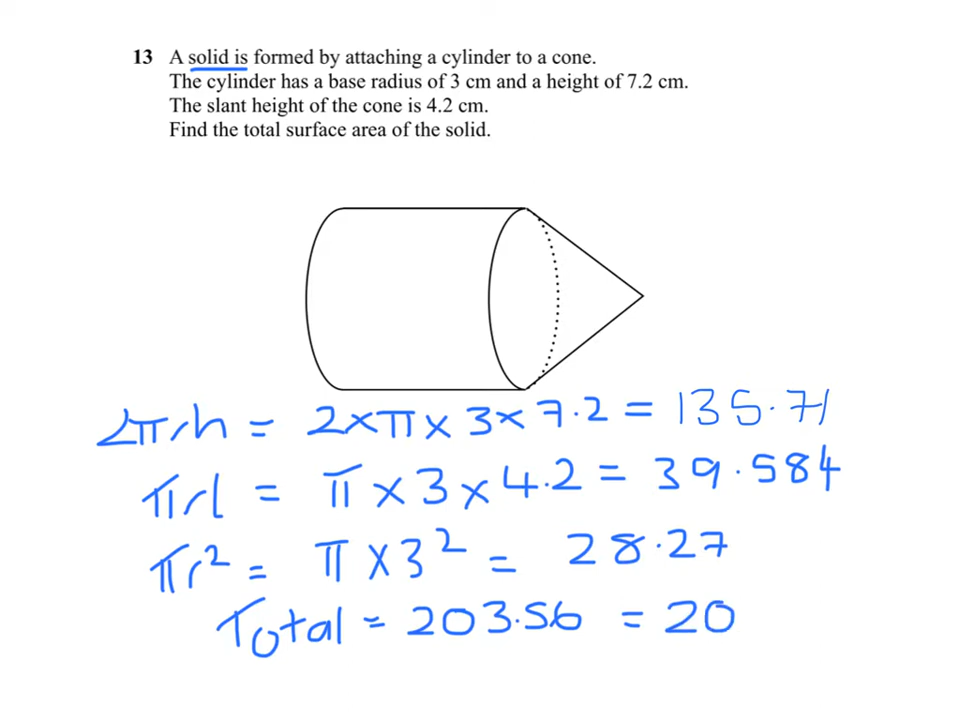 13 A solid is formed by attaching a cylinder to a cone.
The cylinder has a base radius of 3 cm and a height of 7.2 cm.
The slant height of the cone is 4.2 cm.
Find the total surface area of the solid.
2πrh = 2×π×3×7.2 = 135.71
πrl = π×3×4.2 = 39.584
πr² = π×3² = 28.27
Total = 203.56 = 20